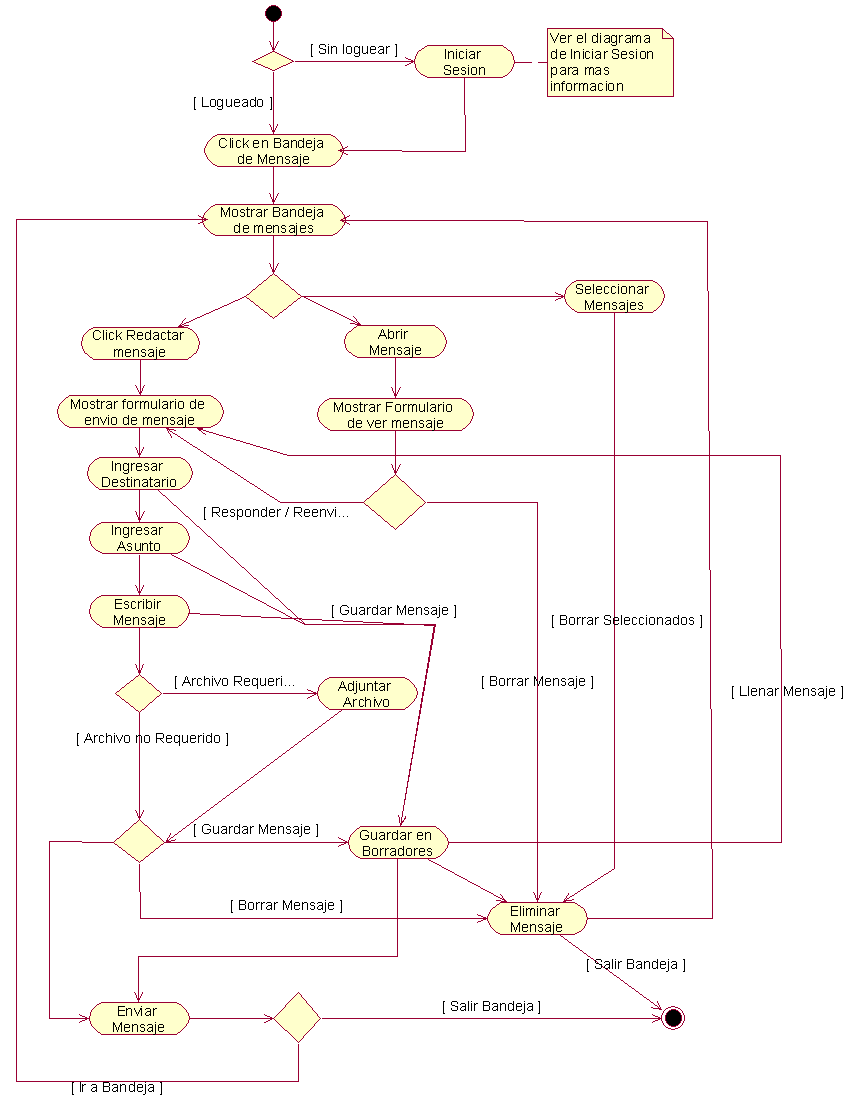 [ Sin loguear ]
Iniciar
Sesion
Ver el diagrama
de Iniciar Sesion
para mas
informacion
[ Logueado ]
Click en Bandeja
de Mensaje
Mostrar Bandeja
de mensajes
Seleccionar
Mensajes
Click Redactar
mensaje
Abrir
Mensaje
Mostrar formulario de
envio de mensaje
Mostrar Formulario
de ver mensaje
Ingresar
Destinatario
[ Responder / Reenvi...
Ingresar
Asunto
Escribir
Mensaje
[ Guardar Mensaje ]
[ Borrar Seleccionados ]
[ Archivo Requeri...
Adjuntar
Archivo
[ Borrar Mensaje ]
[ Llenar Mensaje ]
[ Archivo no Requerido ]
[ Guardar Mensaje ]
Guardar en
Borradores
[ Borrar Mensaje ]
Eliminar
Mensaje
[ Salir Bandeja ]
Enviar
Mensaje
[ Salir Bandeja ]
[ Ir a Bandeja ]